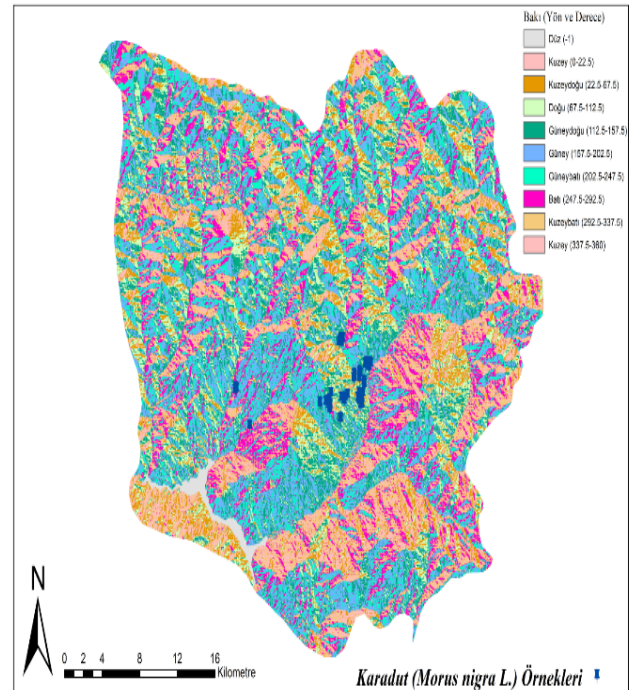 Bakı (Yön ve Derece)
Düz (-1)
Kuzey (0-22.5)
Kuzeydoğu (22.5-67.5)
Doğu (67.5-112.5)
Güneydoğu (112.5-157.5)
Güney (157.5-202.5)
Güneybatı (202.5-247.5)
Batı (247.5-292.5)
Kuzeybatı (292.5-337.5)
Kuzey (337.5-360)
N
0 2 4 8 12 16
Kilometre
Karadut (Morus nigra L.) Örnekleri